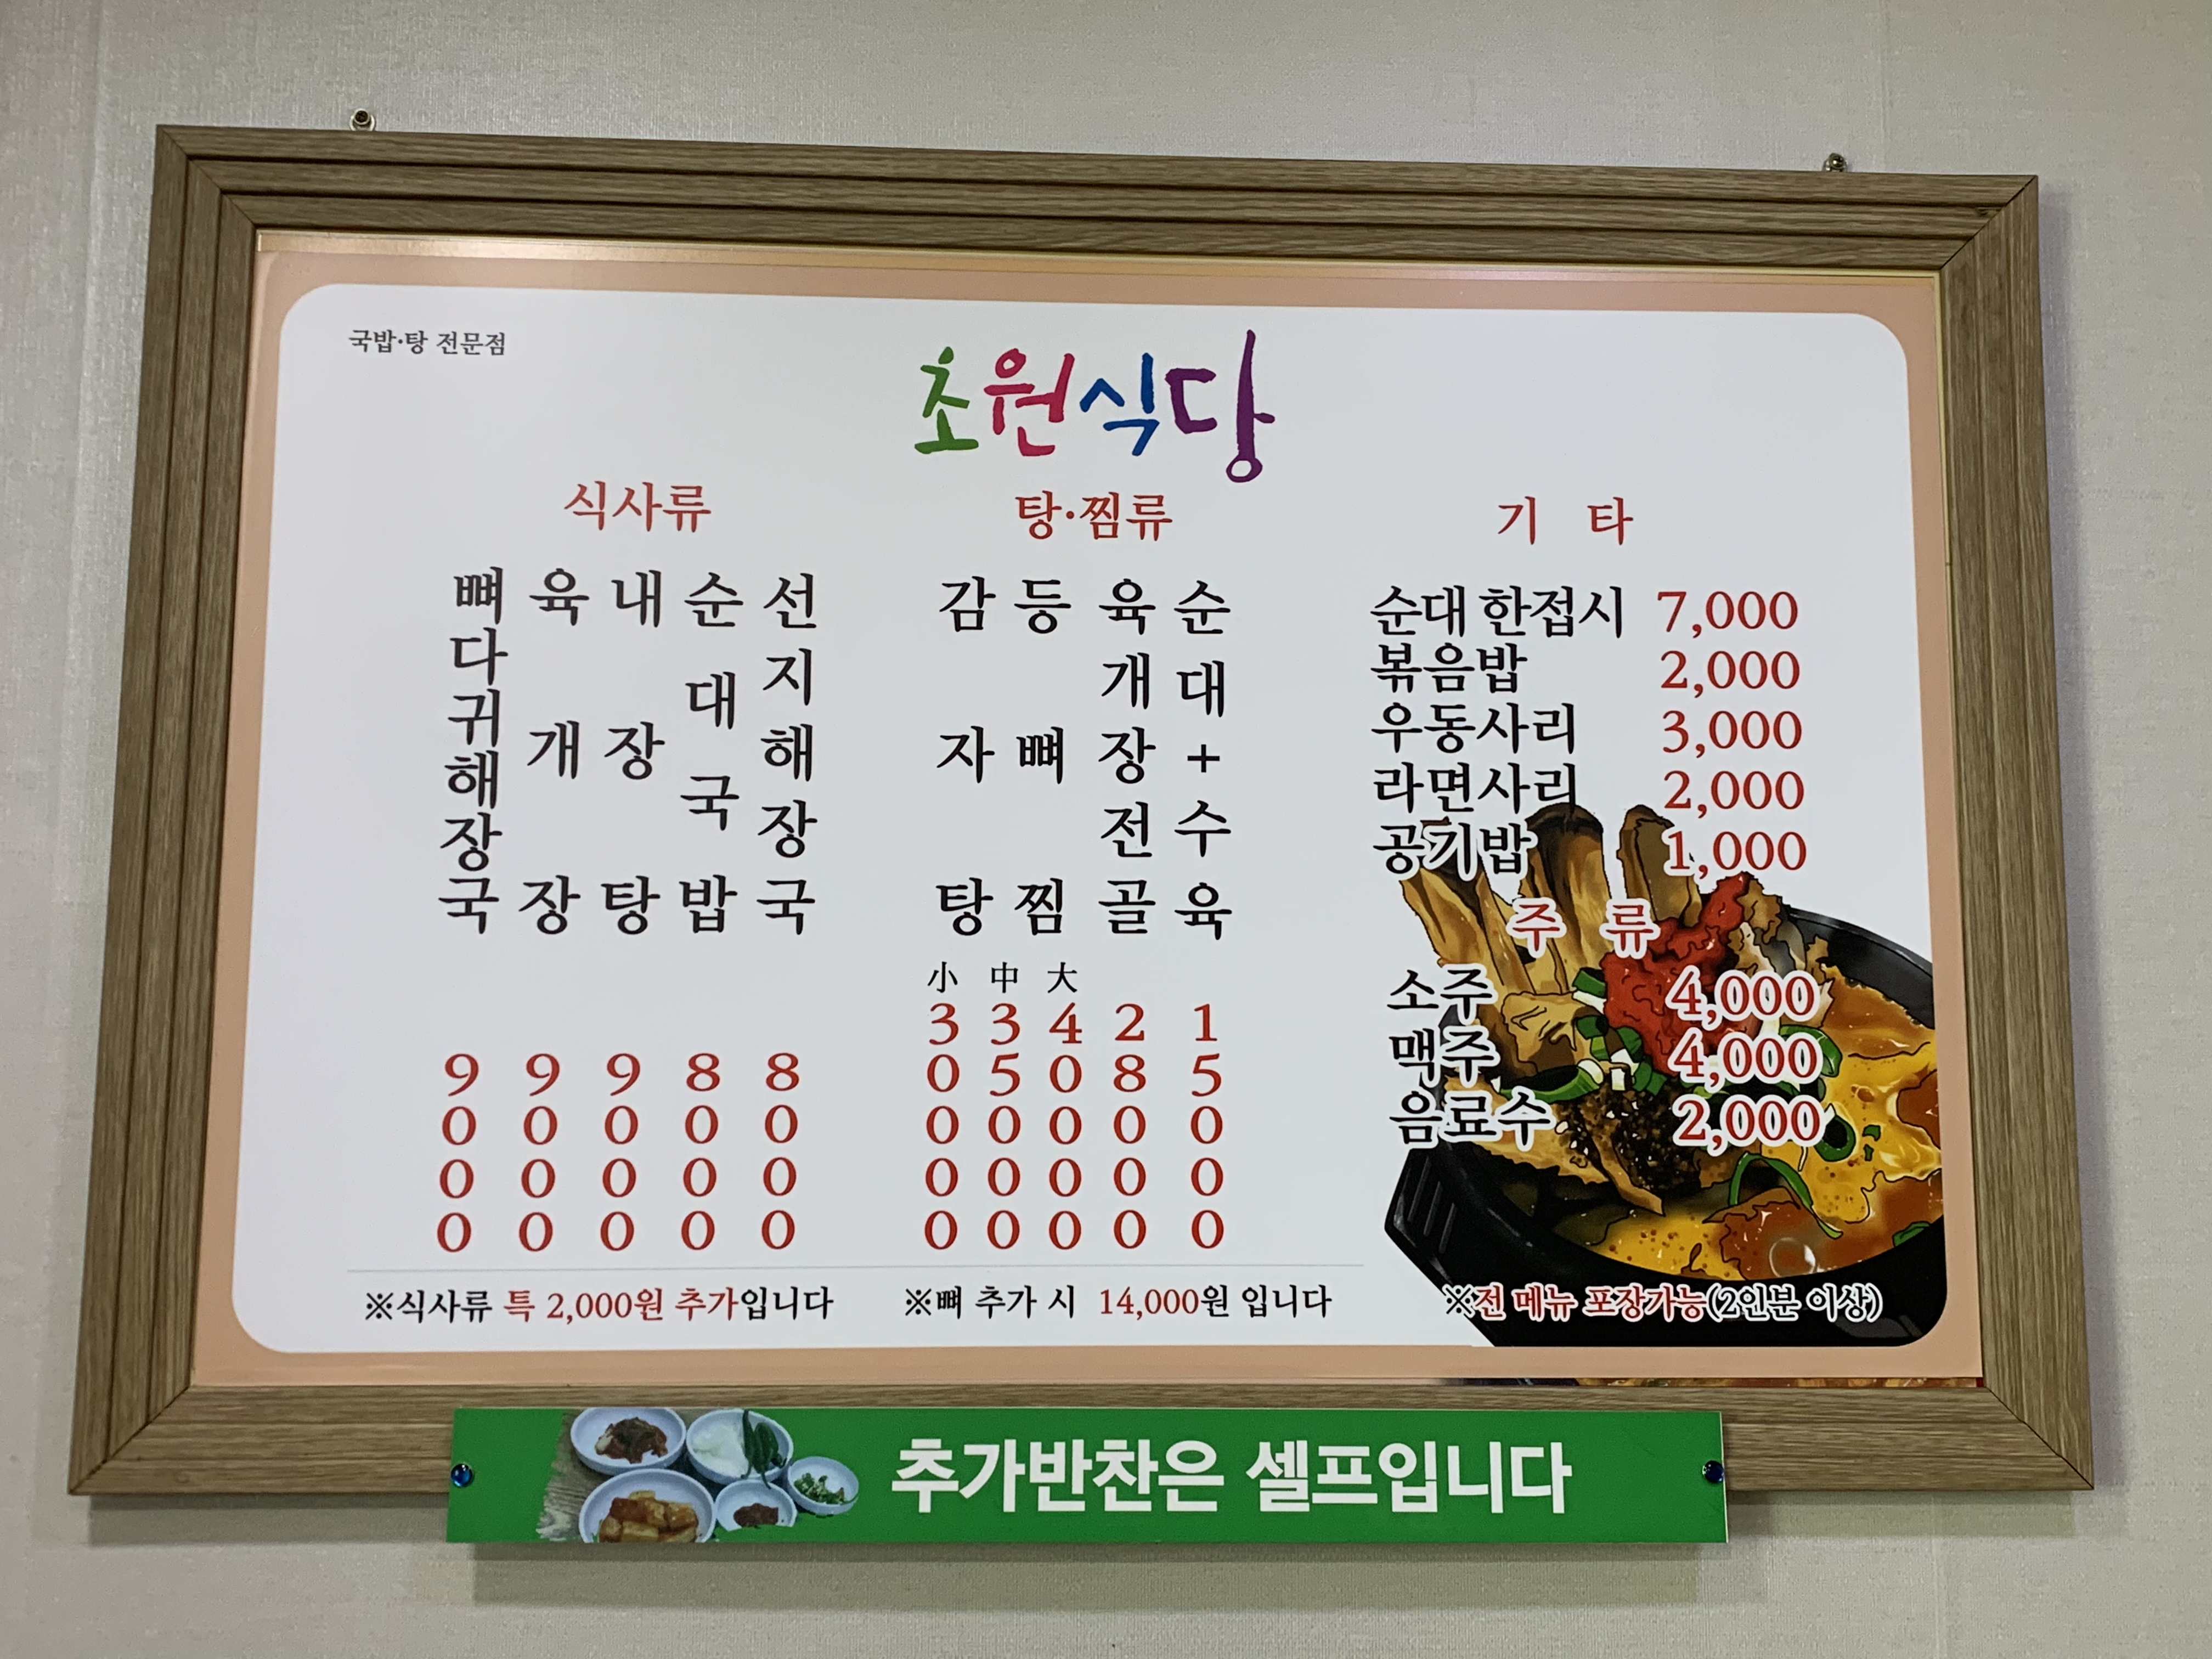 국밥·탕 전문점
초원식당
식사류
뼈다귀해장국 9000
육개장 9000
내장탕 9000
순대국밥 8000
선지해장국 8000
※식사류 특 2,000원 추가입니다
탕·찜류
감자탕
등뼈찜
小 30000
中 35000
大 40000
육개장전골 28000
순대+수육 15000
※뼈 추가 시 14,000원 입니다
기 타
순대 한접시 7,000
볶음밥 2,000
우동사리 3,000
라면사리 2,000
공기밥 1,000
주 류
소주 4,000
맥주 4,000
음료수 2,000
※전 메뉴 포장가능(2인분 이상)
추가반찬은 셀프입니다